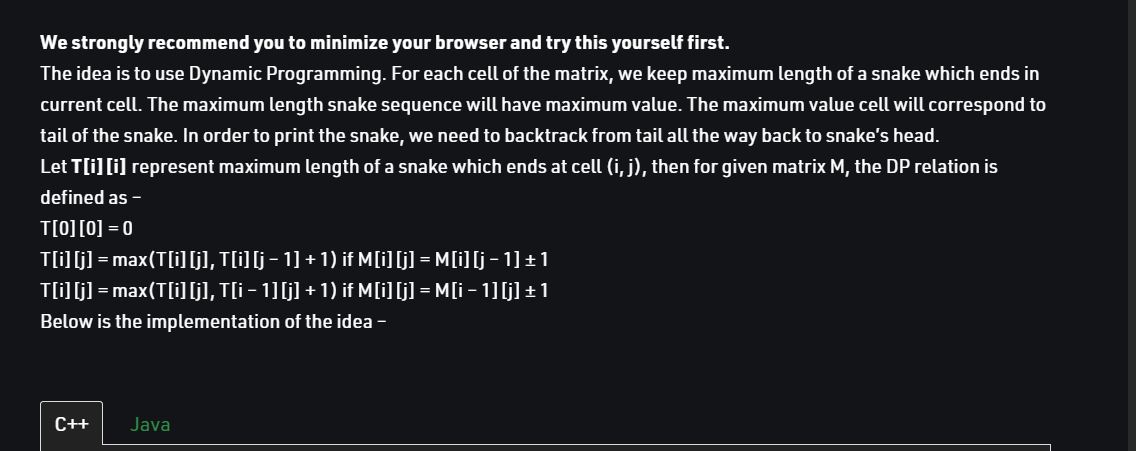 We strongly recommend you to minimize your browser and try this yourself first.
The idea is to use Dynamic Programming. For each cell of the matrix, we keep maximum length of a snake which ends in
current cell. The maximum length snake sequence will have maximum value. The maximum value cell will correspond to
tail of the snake. In order to print the snake, we need to backtrack from tail all the way back to snake’s head.
Let T[i][i] represent maximum length of a snake which ends at cell (i, j), then for given matrix M, the DP relation is
defined as –
T[0][0] = 0
T[i][j] = max(T[i][j], T[i][j – 1] + 1) if M[i][j] = M[i][j – 1] ± 1
T[i][j] = max(T[i][j], T[i – 1][j] + 1) if M[i][j] = M[i – 1][j] ± 1
Below is the implementation of the idea –
C++ Java